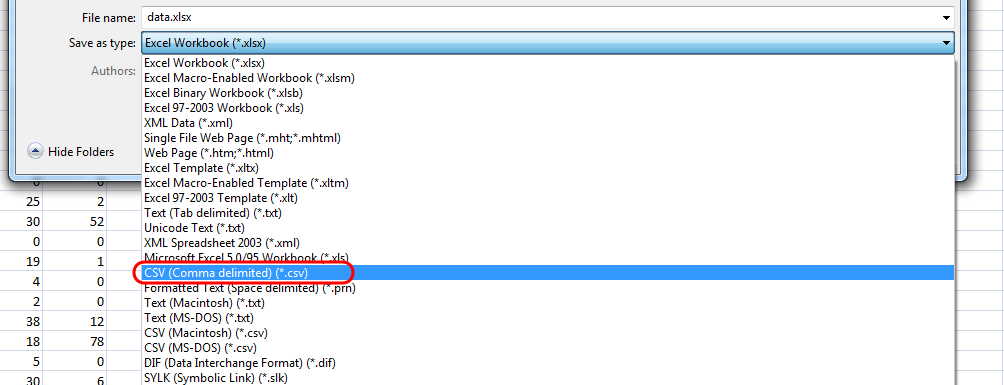 File name: data.xlsx
Save as type: Excel Workbook (*.xlsx)
Authors:
Excel Workbook (*.xlsx)
Excel Macro-Enabled Workbook (*.xlsm)
Excel Binary Workbook (*.xlsb)
Excel 97-2003 Workbook (*.xls)
XML Data (*.xml)
Single File Web Page (*.mht;*.mhtml)
Web Page (*.htm;*.html)
Excel Template (*.xltx)
Excel Macro-Enabled Template (*.xltm)
Excel 97-2003 Template (*.xlt)
Text (Tab delimited) (*.txt)
Unicode Text (*.txt)
XML Spreadsheet 2003 (*.xml)
Microsoft Excel 5.0/95 Workbook (*.xls)
CSV (Comma delimited) (*.csv)
Formatted Text (Space delimited) (*.prn)
Text (Macintosh) (*.txt)
Text (MS-DOS) (*.txt)
CSV (Macintosh) (*.csv)
CSV (MS-DOS) (*.csv)
DIF (Data Interchange Format) (*.dif)
SYLK (Symbolic Link) (*.slk)
Hide Folders
25 2
30 52
0 0
19 1
4 0
2 0
38 12
18 78
5 0
30 6